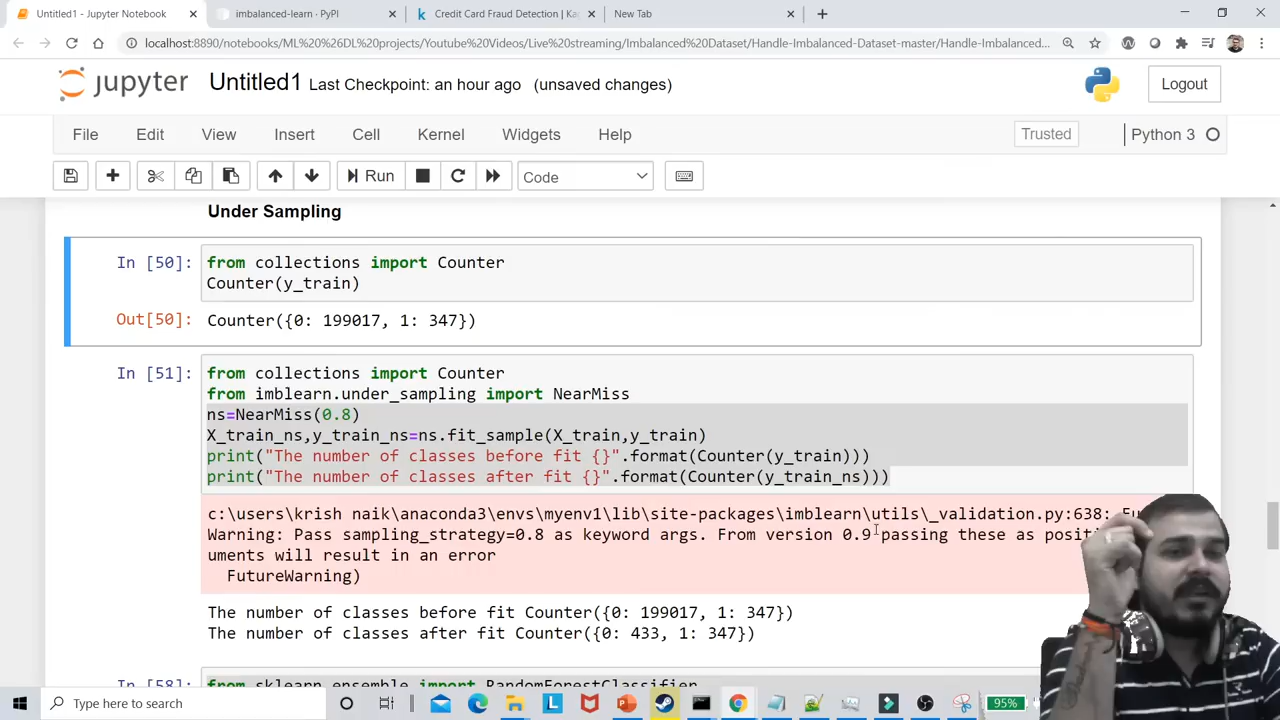 Untitled1 - Jupyter Notebook
imbalanced-learn · PyPI
Credit Card Fraud Detection | Kag
New Tab
localhost:8890/notebooks/ML%20%26%20DL%20projects/Youtube%20Videos/Live%20streaming/Imbalanced%20Dataset/Handle-Imbalanced-Dataset-master/Handle-Imbalanced...
jupyter Untitled1 Last Checkpoint: an hour ago (unsaved changes)
Logout
File Edit View Insert Cell Kernel Widgets Help
Trusted
Python 3
Run
Code
Under Sampling
In [50]: from collections import Counter
Counter(y_train)
Out[50]: Counter({0: 199017, 1: 347})
In [51]: from collections import Counter
from imblearn.under_sampling import NearMiss
ns=NearMiss(0.8)
X_train_ns,y_train_ns=ns.fit_sample(X_train,y_train)
print("The number of classes before fit {}".format(Counter(y_train)))
print("The number of classes after fit {}".format(Counter(y_train_ns)))
c:\users\krish naik\anaconda3\envs\myenv1\lib\site-packages\imblearn\utils\_validation.py:638: Fu
Warning: Pass sampling_strategy=0.8 as keyword args. From version 0.9 passing these as positi
uments will result in an error
FutureWarning)
The number of classes before fit Counter({0: 199017, 1: 347})
The number of classes after fit Counter({0: 433, 1: 347})
In [58]: from sklearn.ensemble import RandomForestClassifier
Type here to search
95%